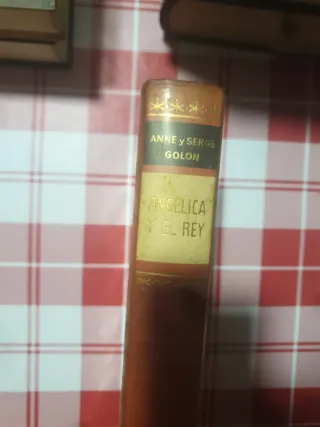 ANNE y SERGE
GOLON
ANGELICA
Y EL REY